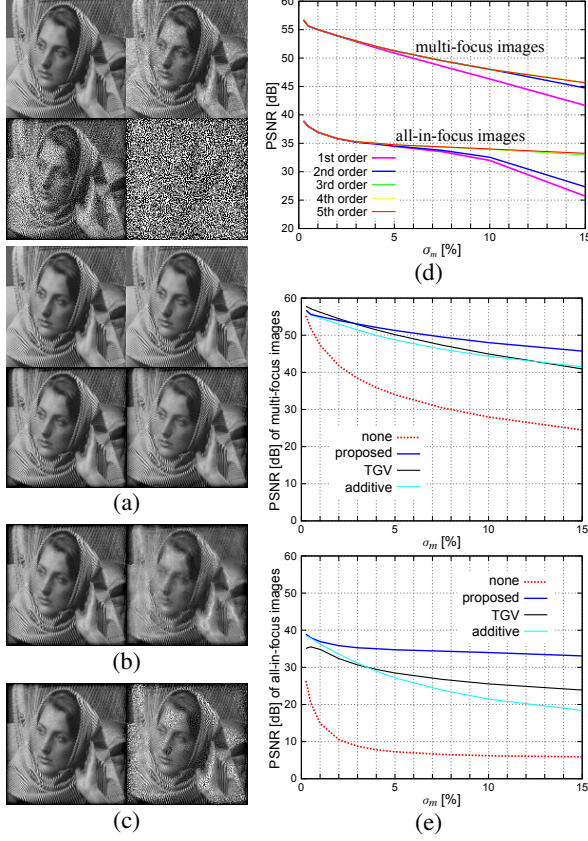 (a)
(b)
(c)
60
55
50
45
40
35
30
25
20
0
5
10
15
PSNR [dB]
multi-focus images
all-in-focus images
1st order
2nd order
3rd order
4th order
5th order
σm [%]
(d)
60
50
40
30
20
10
0
0
5
10
15
PSNR [dB] of multi-focus images
none
proposed
TGV
additive
σm [%]
60
50
40
30
20
10
0
0
5
10
15
PSNR [dB] of all-in-focus images
none
proposed
TGV
additive
σm [%]
(e)